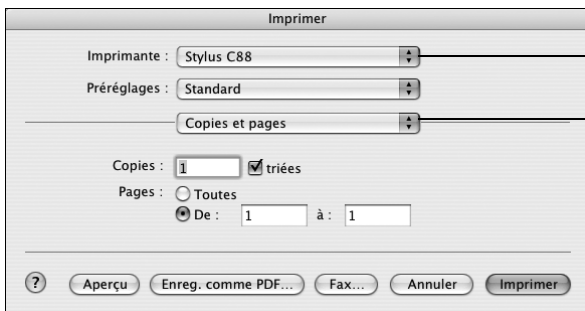 Imprimer
Imprimante : Stylus C88
Préréglages : Standard
Copies et pages
Copies : 1 triées
Pages : Toutes
De : 1 à : 1
? Aperçu Enreg. comme PDF... Fax... Annuler Imprimer